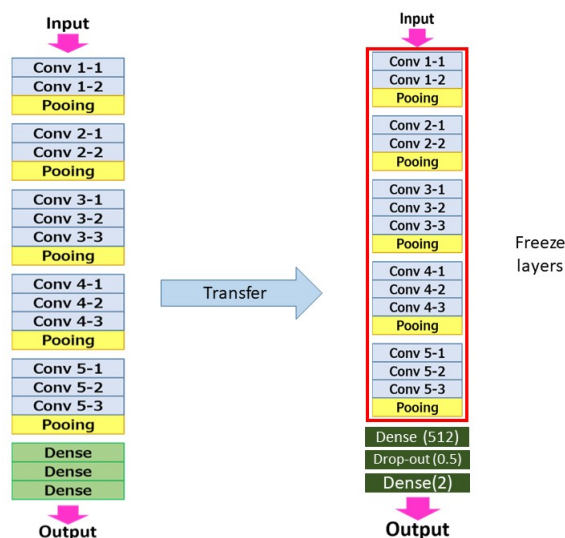 Input
Conv 1-1
Conv 1-2
Pooing
Conv 2-1
Conv 2-2
Pooing
Conv 3-1
Conv 3-2
Conv 3-3
Pooing
Conv 4-1
Conv 4-2
Conv 4-3
Pooing
Conv 5-1
Conv 5-2
Conv 5-3
Pooing
Dense
Dense
Dense
Output
Transfer
Input
Conv 1-1
Conv 1-2
Pooing
Conv 2-1
Conv 2-2
Pooing
Conv 3-1
Conv 3-2
Conv 3-3
Pooing
Conv 4-1
Conv 4-2
Conv 4-3
Pooing
Conv 5-1
Conv 5-2
Conv 5-3
Pooing
Dense (512)
Drop-out (0.5)
Dense(2)
Output
Freeze
layers